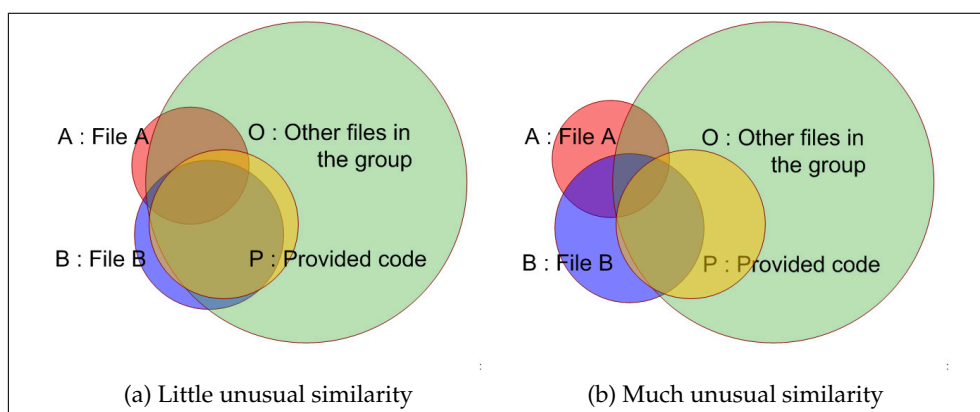 A : File A
O : Other files in
the group
B : File B
P : Provided code
:
(a) Little unusual similarity
A : File A
O : Other files in
the group
B : File B
P : Provided code
:
(b) Much unusual similarity